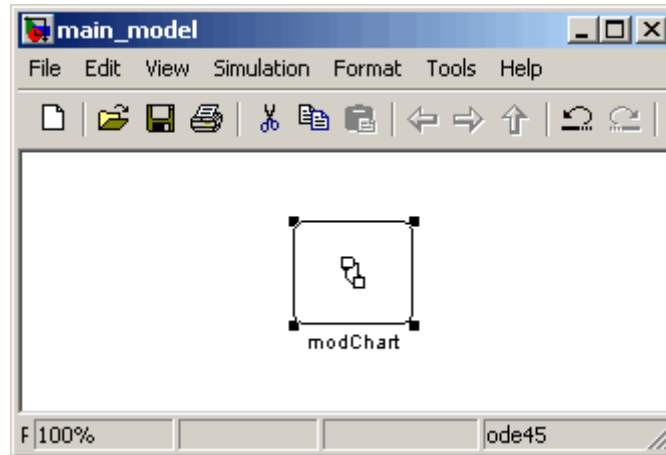 main_model
File Edit View Simulation Format Tools Help
modChart
F 100% ode45